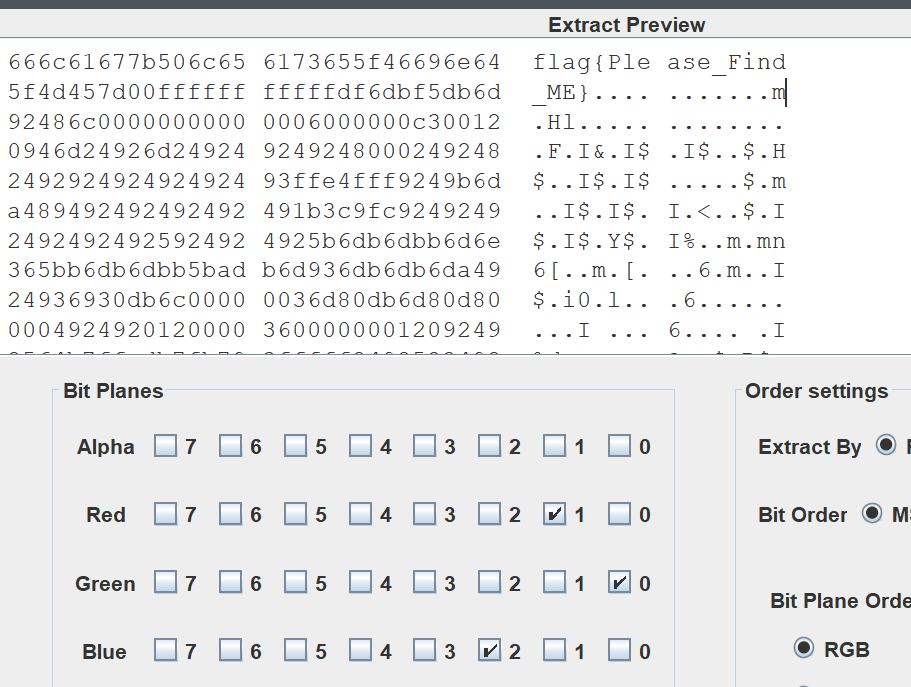 Extract Preview
666c61677b506c65 6173655f46696e64 flag{Ple ase_Find
5f4d457d00ffffff fffffdf6dbf5db6d _ME}.... .......m
92486c0000000000 0006000000c30012 .Hl..... ........
0946d24926d24924 9249248000249248 .F.I&.I$ .I$..$.H
2492924924924924 93ffe4fff9249b6d $..I$.I$ .....$.m
a489492492492492 491b3c9fc9249249 ..I$.I$. I.<..$.I
2492492492592492 4925b6db6dbb6d6e $.I$.Y$. I%..m.mn
365bb6db6dbb5bad b6d936db6db6da49 6[..m.[. ..6.m..I
24936930db6c0000 0036d80db6d80d80 $.i0.l.. .6......
0004924920120000 3600000001209249 ...I ... 6.... .I
Bit Planes
Order settings
Alpha 7 6 5 4 3 2 1 0
Extract By
Red 7 6 5 4 3 2 1 0
Bit Order
Green 7 6 5 4 3 2 1 0
Bit Plane Orde
Blue 7 6 5 4 3 2 1 0
RGB